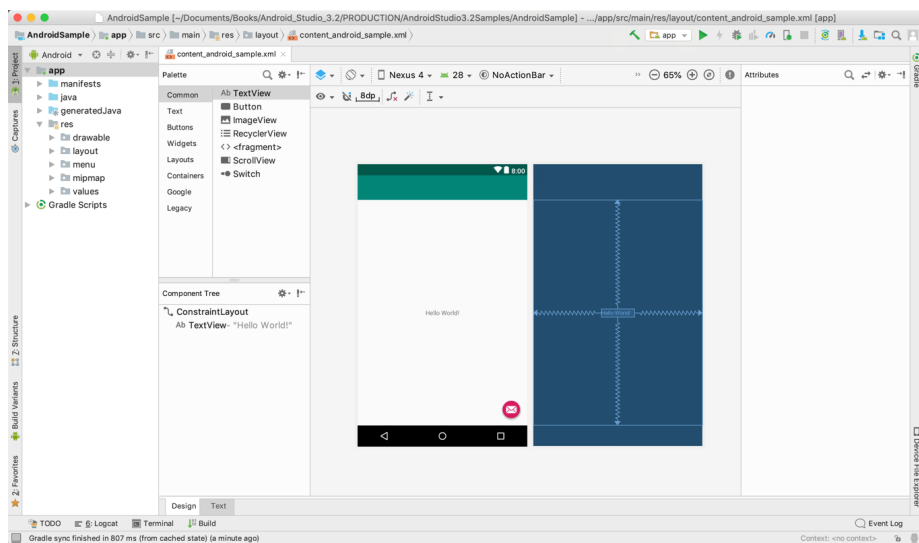 AndroidSample [~/Documents/Books/Android_Studio_3.2/PRODUCTION/AndroidStudio3.2Samples/AndroidSample] - .../app/src/main/res/layout/content_android_sample.xml [app]
AndroidSample app src main res layout content_android_sample.xml
app
Android
content_android_sample.xml
1: Project
Captures
7: Structure
Build Variants
2: Favorites
app
manifests
java
generatedJava
res
drawable
layout
menu
mipmap
values
Gradle Scripts
Palette
Common
Text
Buttons
Widgets
Layouts
Containers
Google
Legacy
Ab TextView
Button
ImageView
RecyclerView
<> <fragment>
ScrollView
Switch
Component Tree
ConstraintLayout
Ab TextView- "Hello World!"
Nexus 4 28 NoActionBar
65%
8dp
8:00
Hello World!
Hello World!
Attributes
Gradle
Device File Explorer
Design Text
TODO 6: Logcat Terminal Build
Event Log
Gradle sync finished in 807 ms (from cached state) (a minute ago)
Context: <no context>